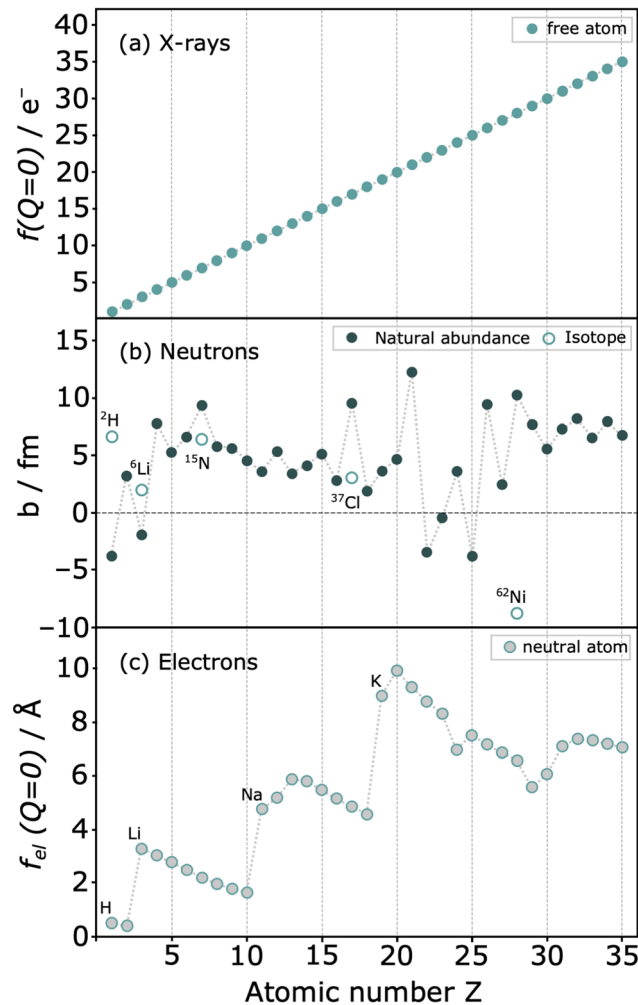 (a) X-rays
free atom
f(Q=0) / e⁻
40
35
30
25
20
15
10
5
(b) Neutrons
Natural abundance
Isotope
b / fm
15
10
5
0
−5
−10
²H
⁶Li
¹⁵N
³⁷Cl
⁶²Ni
(c) Electrons
neutral atom
f_el (Q=0) / Å
10
8
6
4
2
0
H
Li
Na
K
5
10
15
20
25
30
35
Atomic number Z